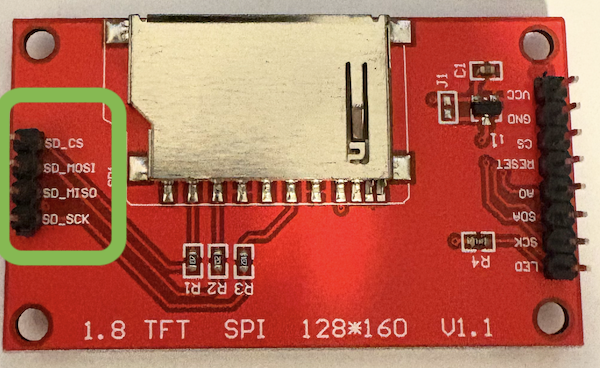 SD_CS
SD_MOSI
SD_MISO
SD_SCK
J1
C1
VCC
GND
CS
RESET
A0
SDA
SCK
LED
R1 R2 R3
R4
1.8 TFT SPI 128*160 V1.1